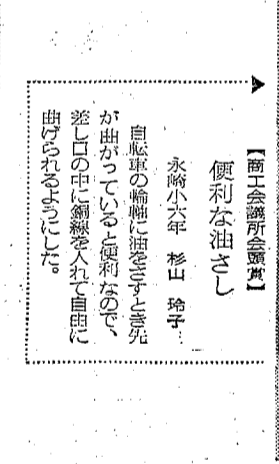 【商工会議所会頭賞】
便利な油さし
永崎小六年 杉山 玲子
自転車の輪軸に油をさすとき先
が曲がっていると便利なので、
差し口の中に銅線を入れて自由に
曲げられるようにした。